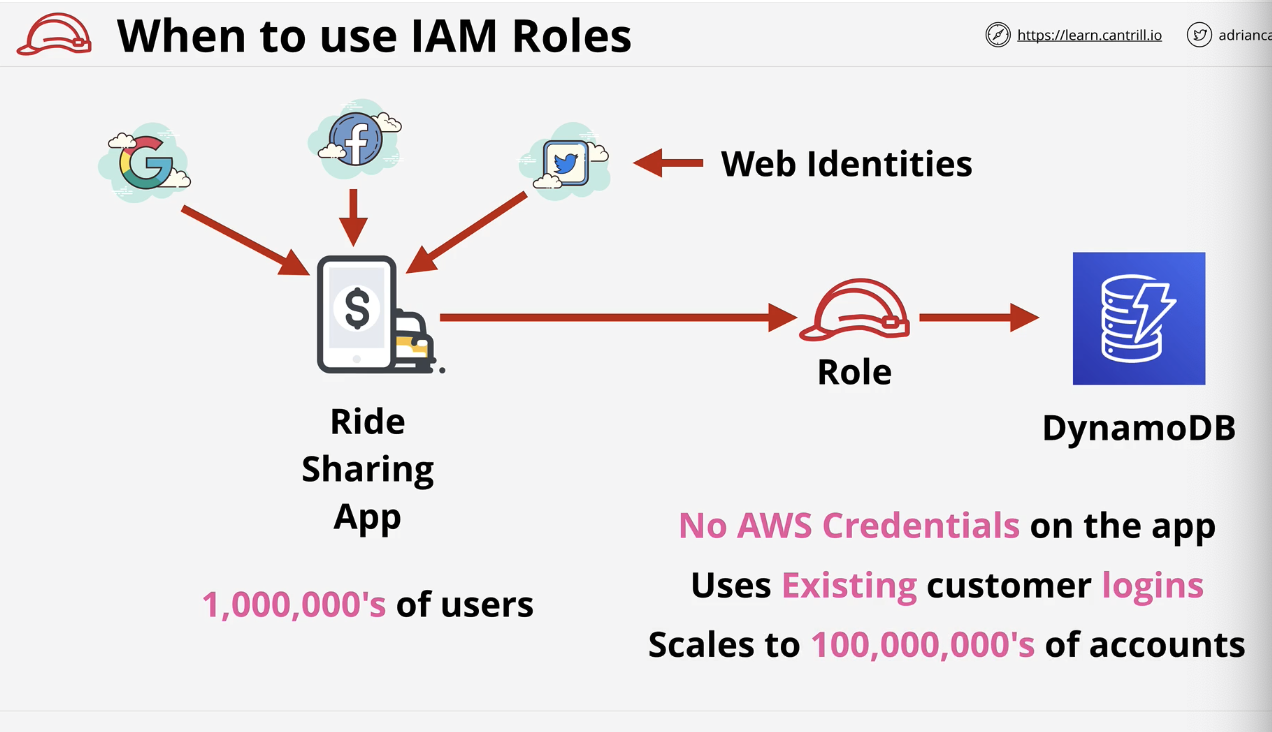 When to use IAM Roles
https://learn.cantrill.io
adrianca
Web Identities
$
Role
Ride
Sharing
App
DynamoDB
No AWS Credentials on the app
Uses Existing customer logins
1,000,000's of users
Scales to 100,000,000's of accounts